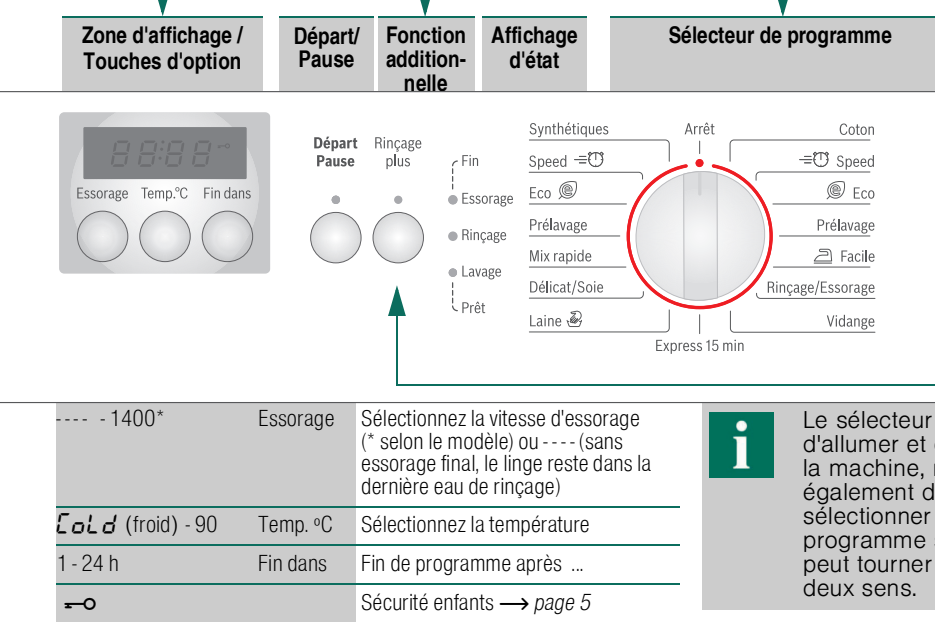 Zone d'affichage /
Touches d'option
Départ/
Pause
Fonction
addition-
nelle
Affichage
d'état
Sélecteur de programme
88:88
Essorage Temp.°C Fin dans
Départ
Pause
Rinçage
plus
Fin
Essorage
Rinçage
Lavage
Prêt
Synthétiques
Speed
Eco
Prélavage
Mix rapide
Délicat/Soie
Laine
Arrêt
Express 15 min
Coton
Speed
Eco
Prélavage
Facile
Rinçage/Essorage
Vidange
---- - 1400* Essorage Sélectionnez la vitesse d'essorage
(* selon le modèle) ou ---- (sans
essorage final, le linge reste dans la
dernière eau de rinçage)
CoLd (froid) - 90 Temp. ºC Sélectionnez la température
1 - 24 h Fin dans Fin de programme après ...
Sécurité enfants ⟶ page 5
i
Le sélecteur
d'allumer et
la machine,
également d
sélectionner
programme
peut tourner
deux sens.